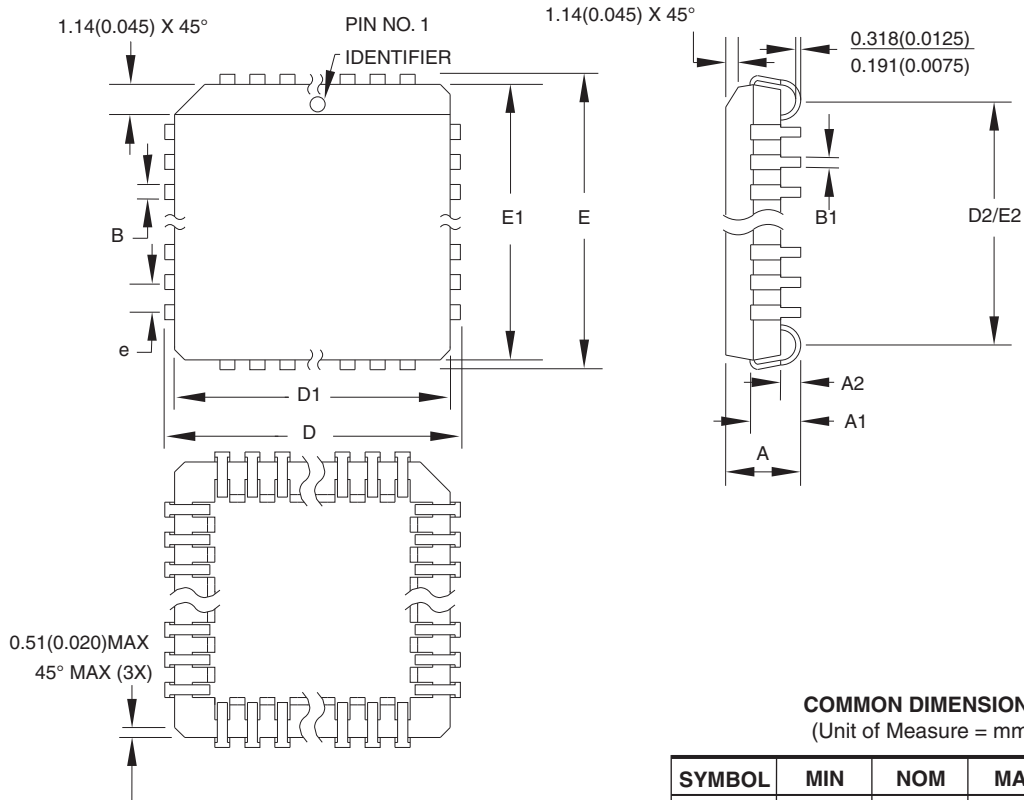 1.14(0.045) X 45°
PIN NO. 1
IDENTIFIER
1.14(0.045) X 45°
0.318(0.0125)
0.191(0.0075)
E1
E
B
e
D1
D
B1
D2/E2
A2
A1
A
0.51(0.020)MAX
45° MAX (3X)
COMMON DIMENSION
(Unit of Measure = mm
SYMBOL MIN NOM MA